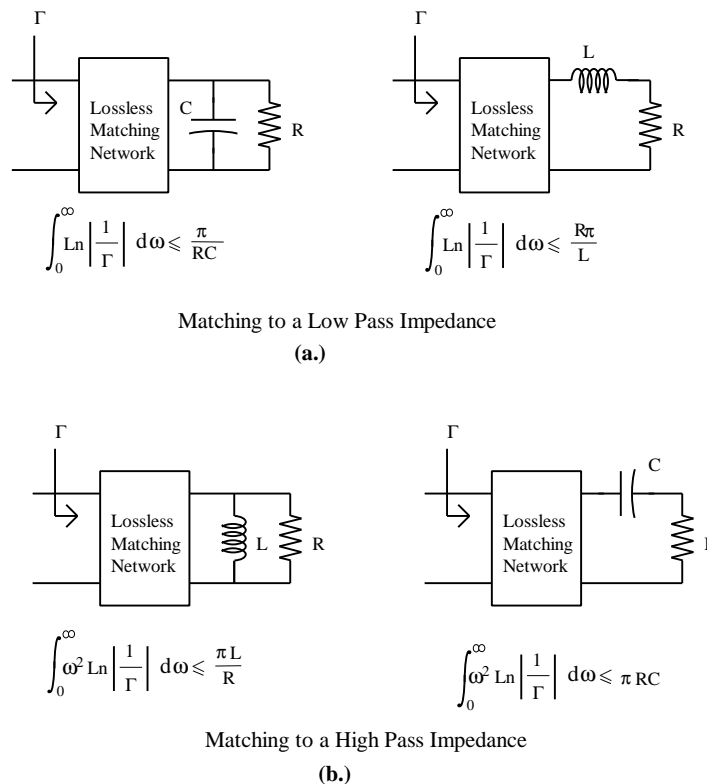 Γ
Lossless
Matching
Network
C
R
∫₀^∞ Ln |1/Γ| dω ⩽ π/RC
Γ
Lossless
Matching
Network
L
R
∫₀^∞ Ln |1/Γ| dω ⩽ Rπ/L
Matching to a Low Pass Impedance
(a.)
Γ
Lossless
Matching
Network
L
R
∫₀^∞ ω² Ln |1/Γ| dω ⩽ π L/R
Γ
Lossless
Matching
Network
C
∫₀^∞ ω² Ln |1/Γ| dω ⩽ π RC
Matching to a High Pass Impedance
(b.)